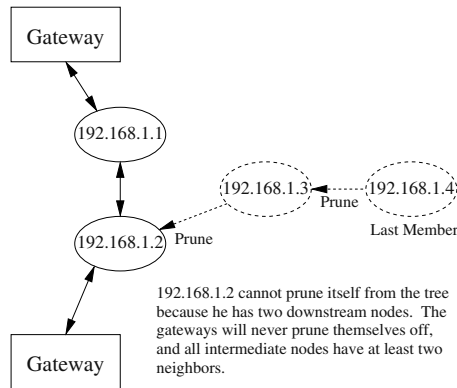 Gateway
192.168.1.1
192.168.1.3
192.168.1.4
Prune
Last Member
192.168.1.2
Prune
192.168.1.2 cannot prune itself from the tree
because he has two downstream nodes.  The
gateways will never prune themselves off,
and all intermediate nodes have at least two
neighbors.
Gateway